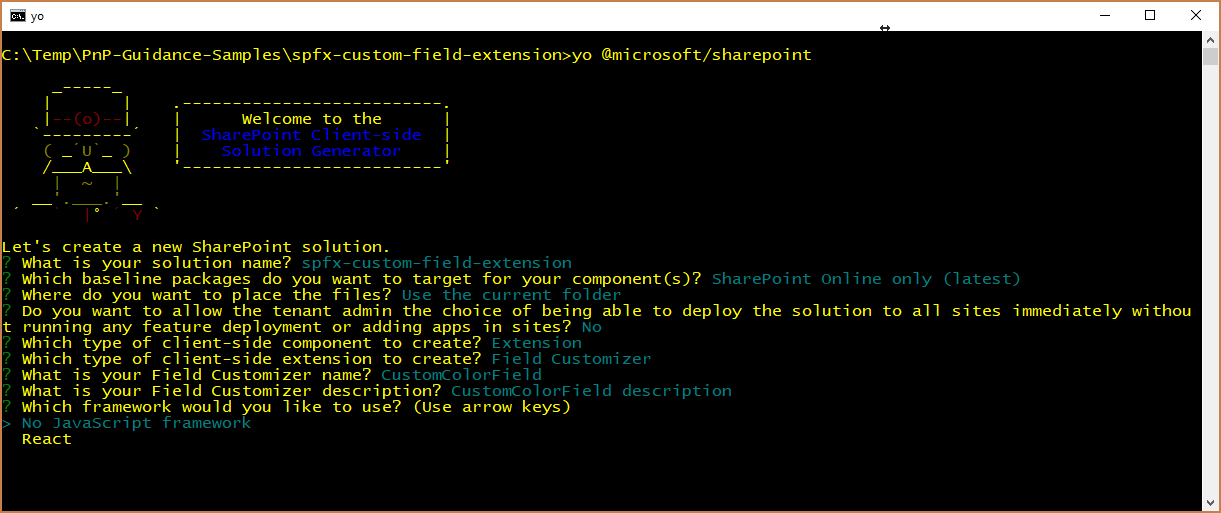 yo
C:\Temp\PnP-Guidance-Samples\spfx-custom-field-extension>yo @microsoft/sharepoint
_-----_
|       |    .--------------------------.
|--(o)--|    |      Welcome to the      |
`---------´   |  SharePoint Client-side  |
( _´U`_ )    |    Solution Generator    |
/___A___\    '--------------------------'
|  ~  |
__'.___.'__
´   `  |° ´ Y `
Let's create a new SharePoint solution.
? What is your solution name? spfx-custom-field-extension
? Which baseline packages do you want to target for your component(s)? SharePoint Online only (latest)
? Where do you want to place the files? Use the current folder
? Do you want to allow the tenant admin the choice of being able to deploy the solution to all sites immediately withou
t running any feature deployment or adding apps in sites? No
? Which type of client-side component to create? Extension
? Which type of client-side extension to create? Field Customizer
? What is your Field Customizer name? CustomColorField
? What is your Field Customizer description? CustomColorField description
? Which framework would you like to use? (Use arrow keys)
> No JavaScript framework
React